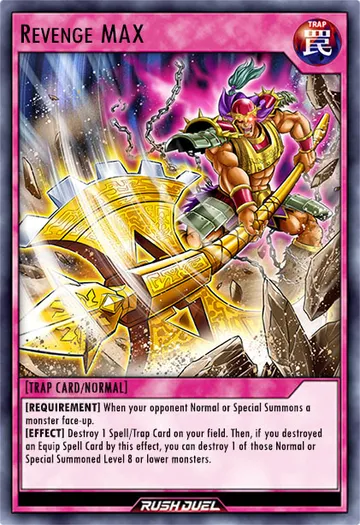 REVENGE MAX
TRAP
罠
[TRAP CARD/NORMAL]
[REQUIREMENT] When your opponent Normal or Special Summons a
monster face-up.
[EFFECT] Destroy 1 Spell/Trap Card on your field. Then, if you destroyed
an Equip Spell Card by this effect, you can destroy 1 of those Normal or
Special Summoned Level 8 or lower monsters.
RUSH DUEL